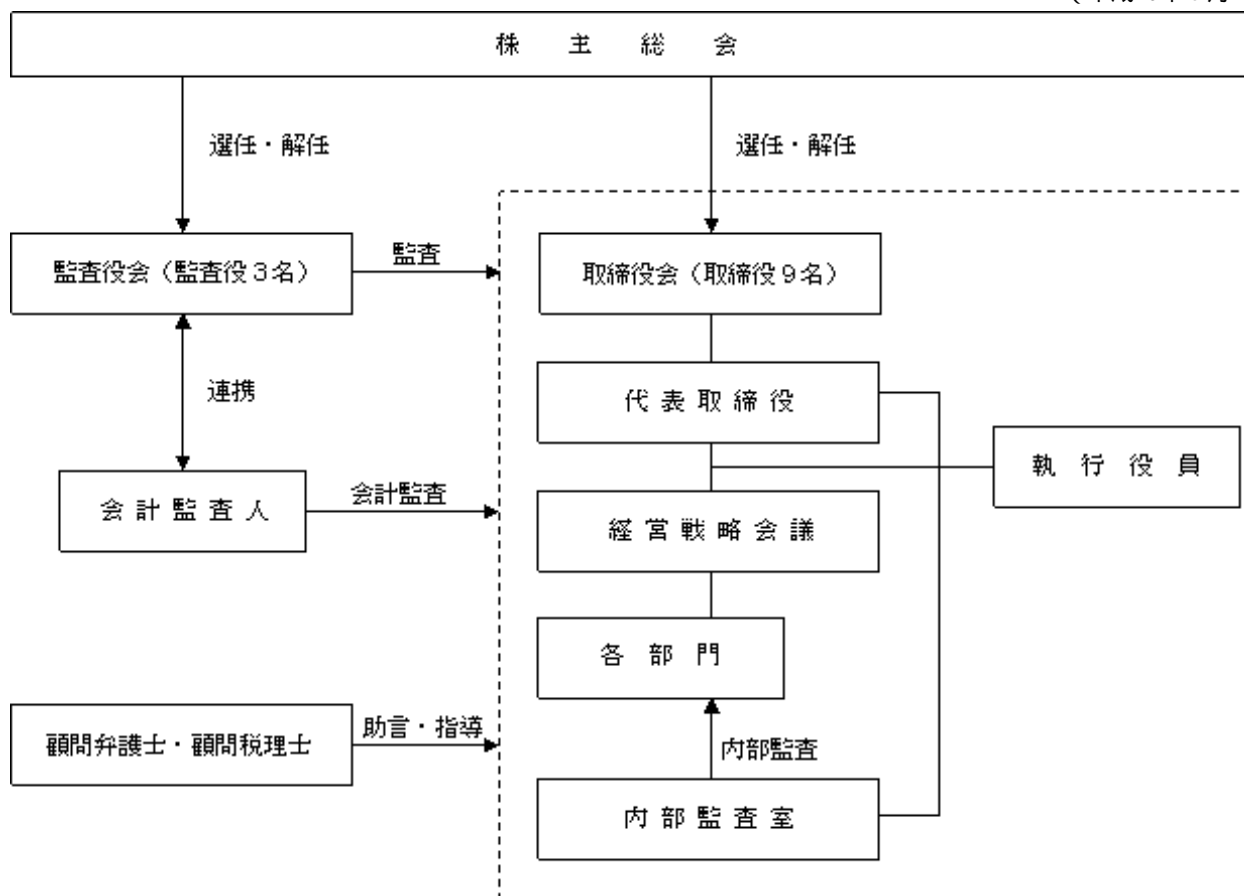 株主総会
選任・解任
選任・解任
監査役会（監査役３名）
監査
取締役会（取締役９名）
連携
代表取締役
執行役員
会計監査人
会計監査
経営戦略会議
各部門
顧問弁護士・顧問税理士
助言・指導
内部監査
内部監査室